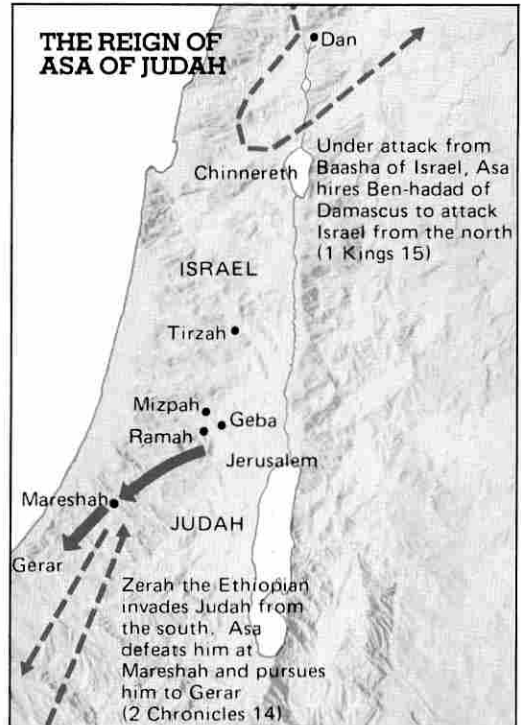 THE REIGN OF
ASA OF JUDAH
Dan
Under attack from
Baasha of Israel, Asa
hires Ben-hadad of
Damascus to attack
Israel from the north
(1 Kings 15)
Chinnereth
ISRAEL
Tirzah
Mizpah
Geba
Ramah
Jerusalem
Mareshah
JUDAH
Gerar
Zerah the Ethiopian
invades Judah from
the south. Asa
defeats him at
Mareshah and pursues
him to Gerar
(2 Chronicles 14)